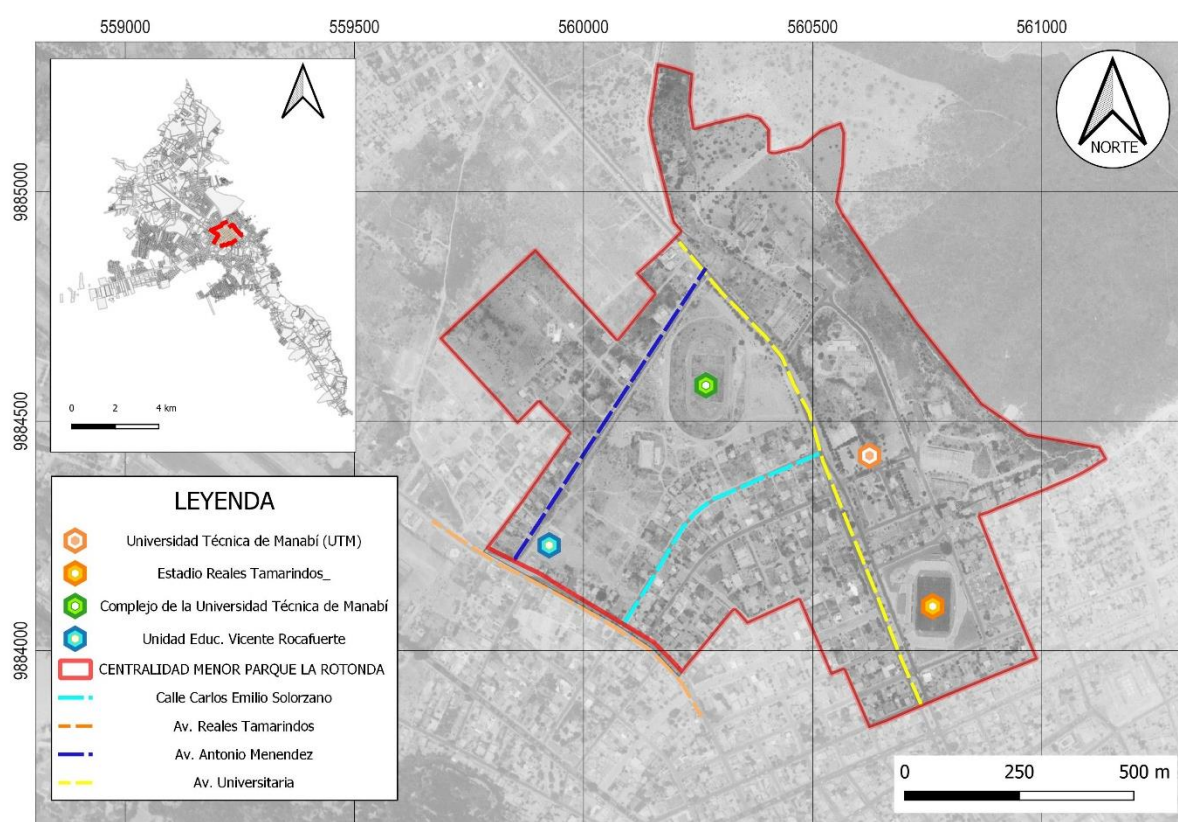 559000 559500 560000 560500 561000
9885000
9884500
9884000
NORTE
0 2 4 km
LEYENDA
Universidad Técnica de Manabí (UTM)
Estadio Reales Tamarindos_
Complejo de la Universidad Técnica de Manabí
Unidad Educ. Vicente Rocafuerte
CENTRALIDAD MENOR PARQUE LA ROTONDA
Calle Carlos Emilio Solorzano
Av. Reales Tamarindos
Av. Antonio Menendez
Av. Universitaria
0 250 500 m